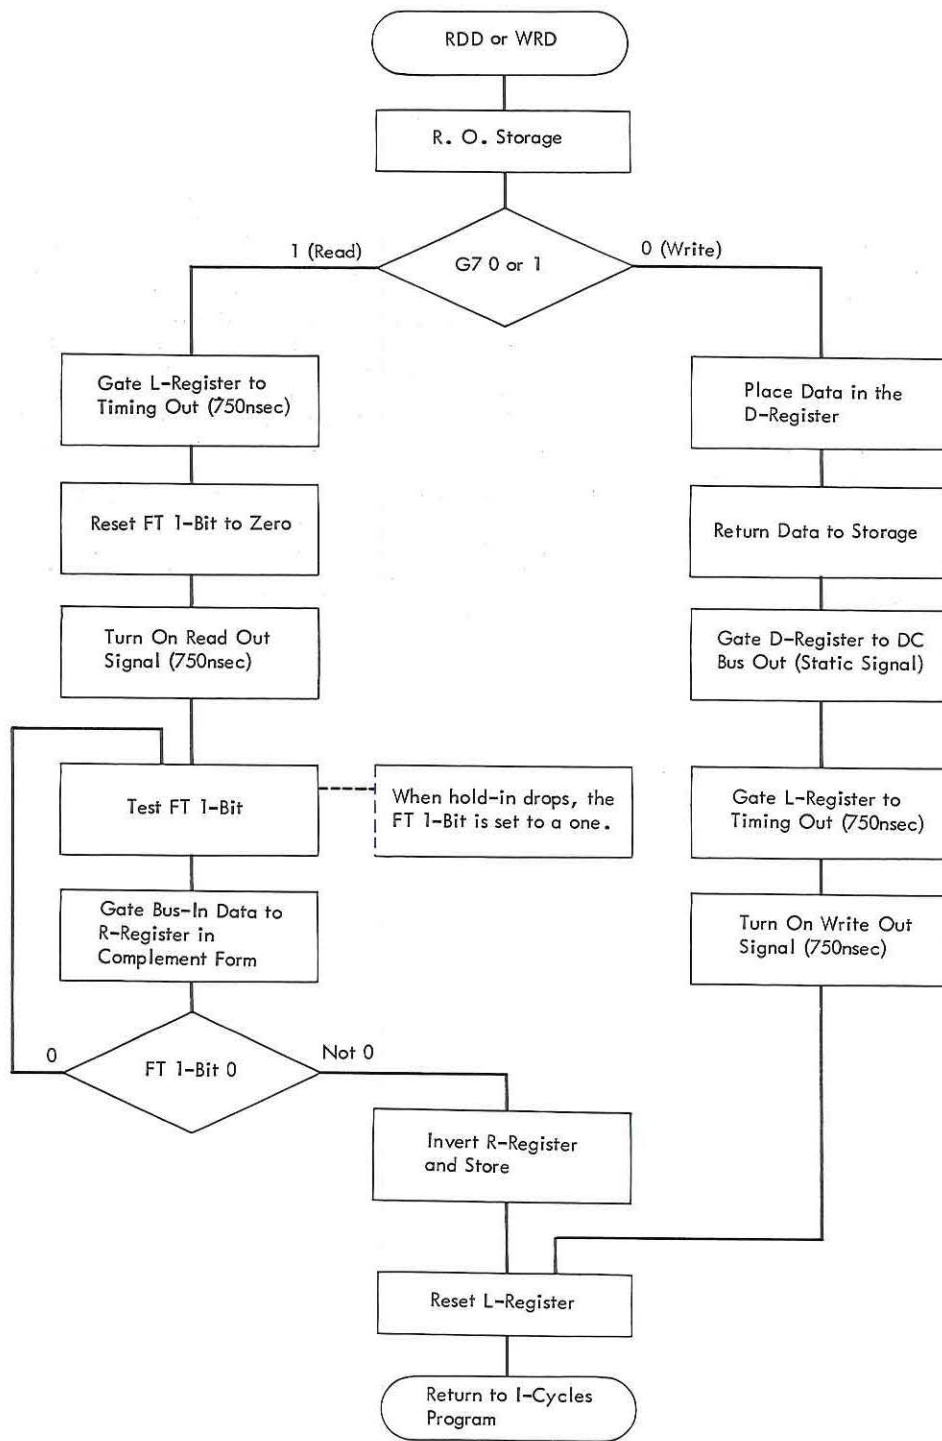 RDD or WRD
R. O. Storage
G7 0 or 1
1 (Read)
0 (Write)
Gate L-Register to
Timing Out (750nsec)
Reset FT 1-Bit to Zero
Turn On Read Out
Signal (750nsec)
Test FT 1-Bit
When hold-in drops, the
FT 1-Bit is set to a one.
Gate Bus-In Data to
R-Register in
Complement Form
FT 1-Bit 0
0
Not 0
Invert R-Register
and Store
Place Data in the
D-Register
Return Data to Storage
Gate D-Register to DC
Bus Out (Static Signal)
Gate L-Register to
Timing Out (750nsec)
Turn On Write Out
Signal (750nsec)
Reset L-Register
Return to I-Cycles
Program